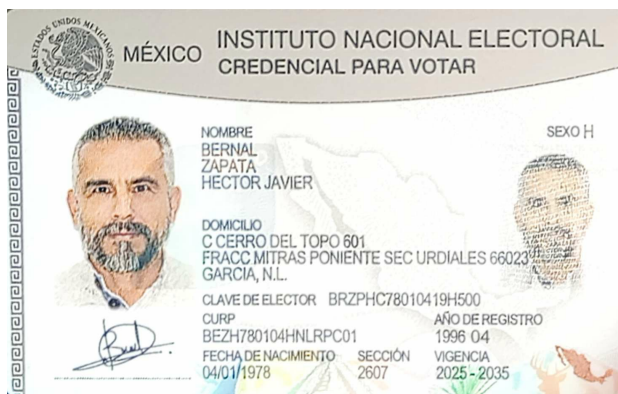 ESTADOS UNIDOS MEXICANOS
MÉXICO
INSTITUTO NACIONAL ELECTORAL
CREDENCIAL PARA VOTAR
NOMBRE
SEXO H
BERNAL
ZAPATA
HECTOR JAVIER
DOMICILIO
C CERRO DEL TOPO 601
FRACC MITRAS PONIENTE SEC URDIALES 66023
GARCIA, N.L.
CLAVE DE ELECTOR BRZPHC78010419H500
CURP
AÑO DE REGISTRO
BEZH780104HNLRPC01
1996 04
FECHA DE NACIMIENTO SECCIÓN VIGENCIA
04/01/1978 2607 2025 - 2035